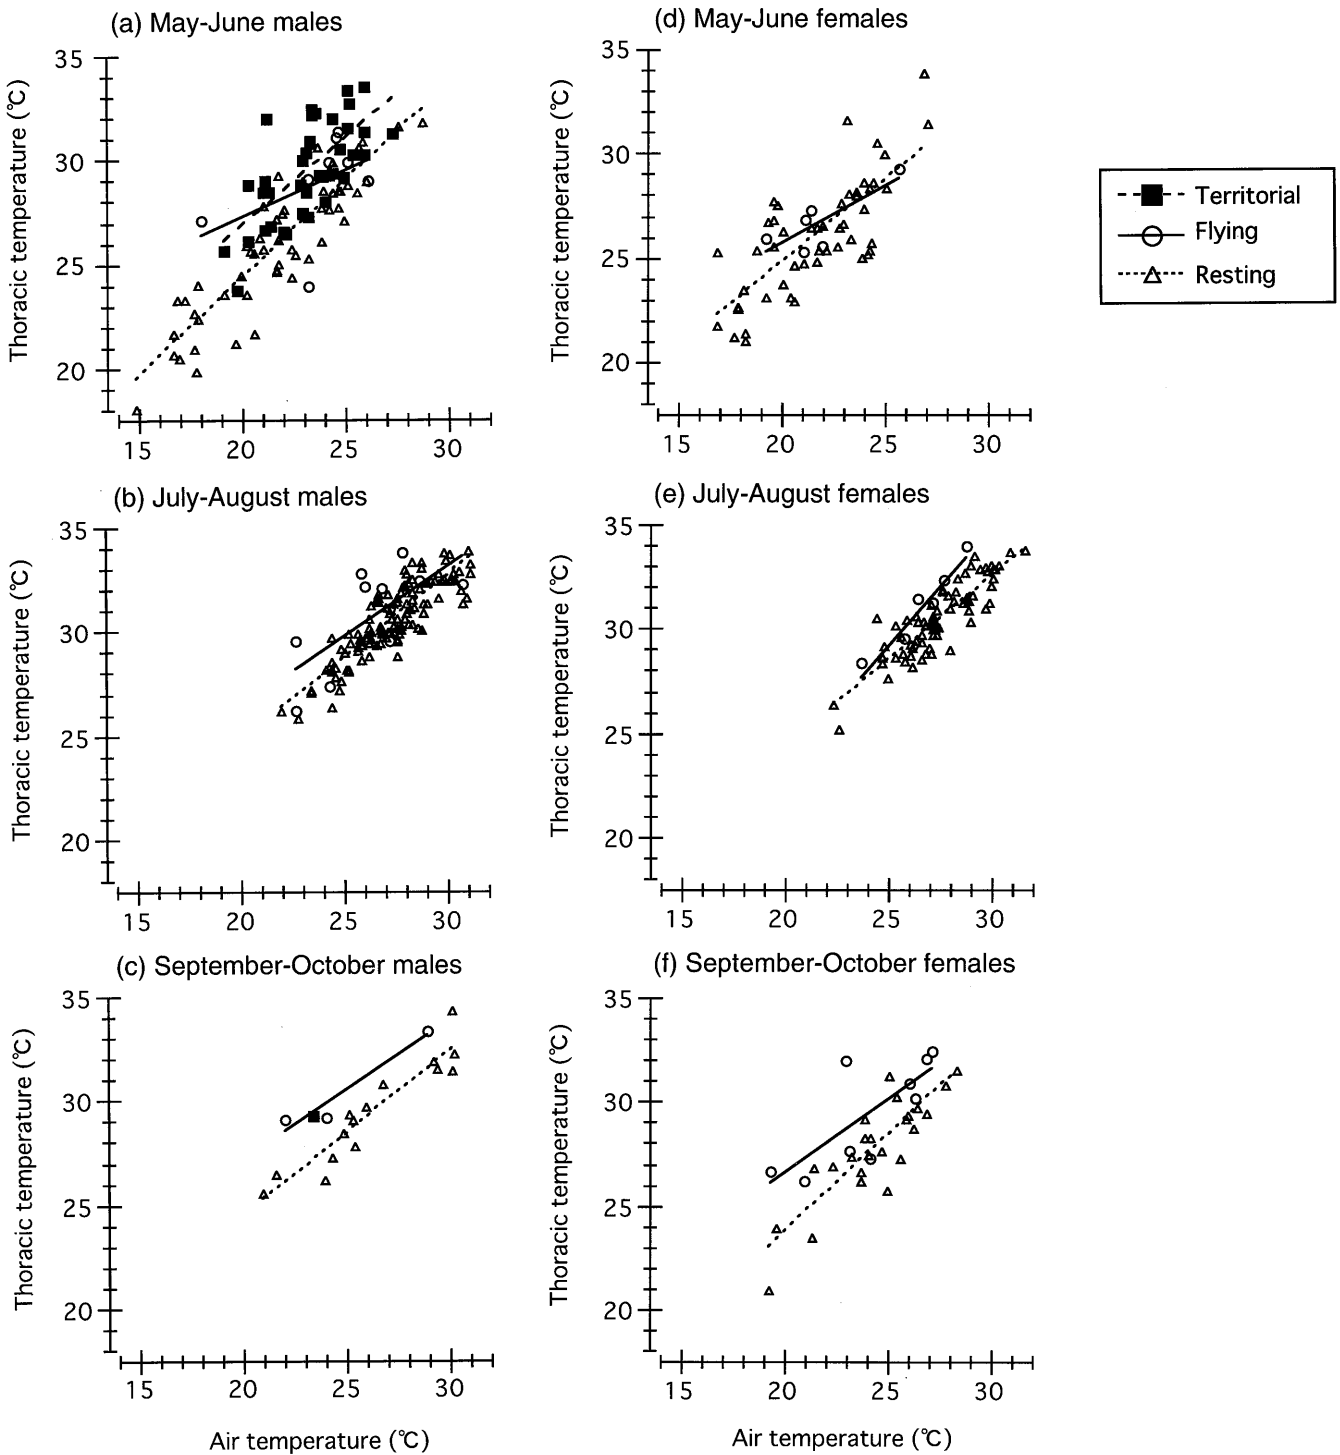 (a) May-June males
35
30
25
20
15 20 25 30
Thoracic temperature (℃)
(d) May-June females
35
30
25
20
15 20 25 30
Thoracic temperature (℃)
Territorial
Flying
Resting
(b) July-August males
35
30
25
20
15 20 25 30
Thoracic temperature (℃)
(e) July-August females
35
30
25
20
15 20 25 30
Thoracic temperature (℃)
(c) September-October males
35
30
25
20
15 20 25 30
Thoracic temperature (℃)
Air temperature (℃)
(f) September-October females
35
30
25
20
15 20 25 30
Thoracic temperature (℃)
Air temperature (℃)